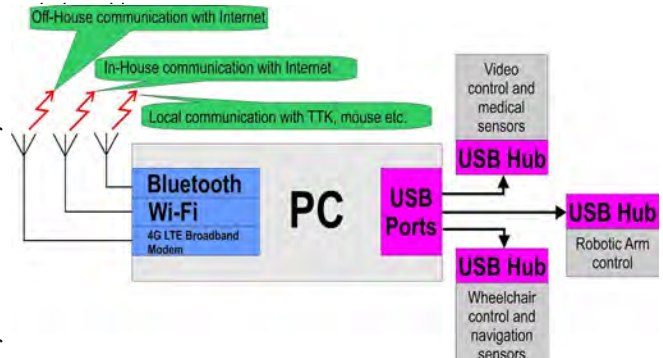 Off-House communication with Internet
In-House communication with Internet
Local communication with TTK, mouse etc.
Bluetooth
Wi-Fi
4G LTE Broadband
Modem
PC
USB
Ports
Video
control and
medical
sensors
USB Hub
USB Hub
Robotic Arm
control
USB Hub
Wheelchair
control and
navigation
sensors